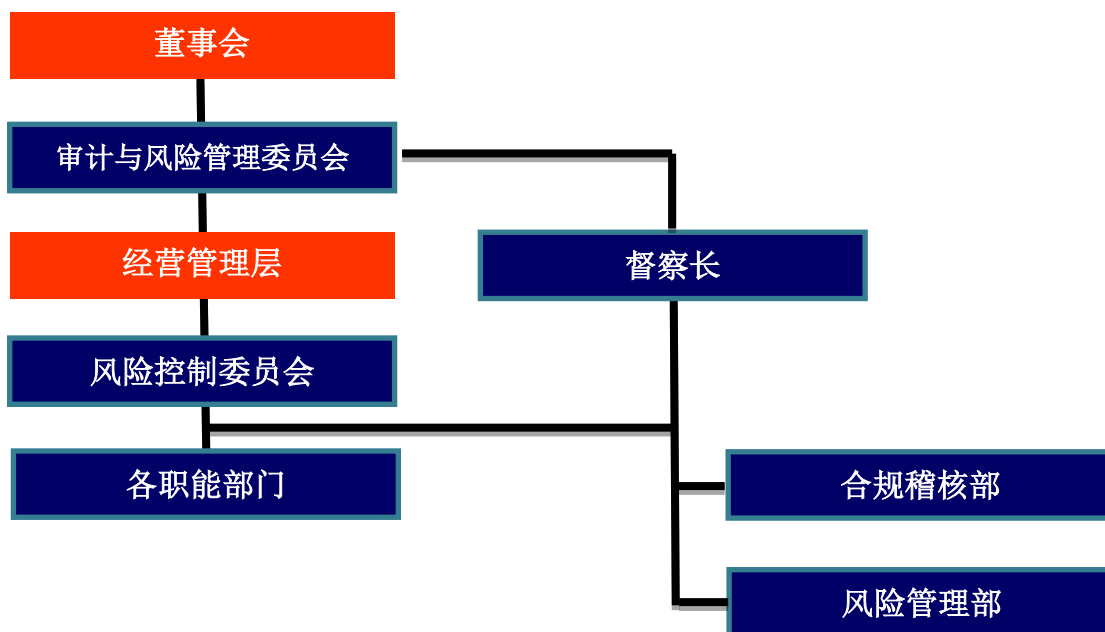 董事会
审计与风险管理委员会
经营管理层
督察长
风险控制委员会
各职能部门
合规稽核部
风险管理部